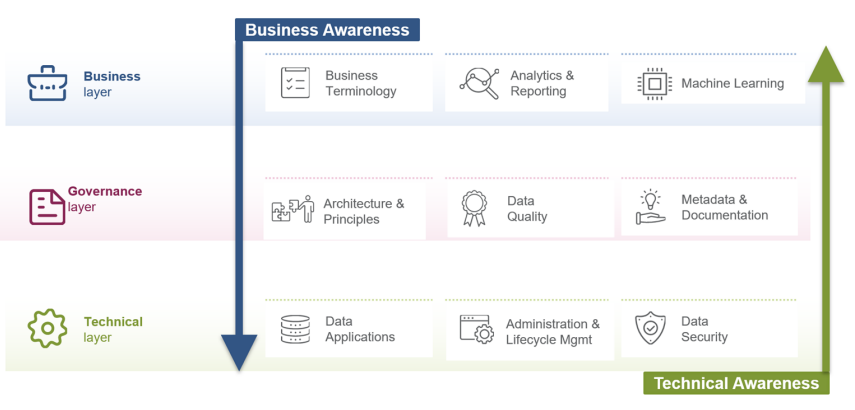 Business Awareness
Business
layer
Business
Terminology
Analytics &
Reporting
Machine Learning
Governance
layer
Architecture &
Principles
Data
Quality
Metadata &
Documentation
Technical
layer
Data
Applications
Administration &
Lifecycle Mgmt
Data
Security
Technical Awareness